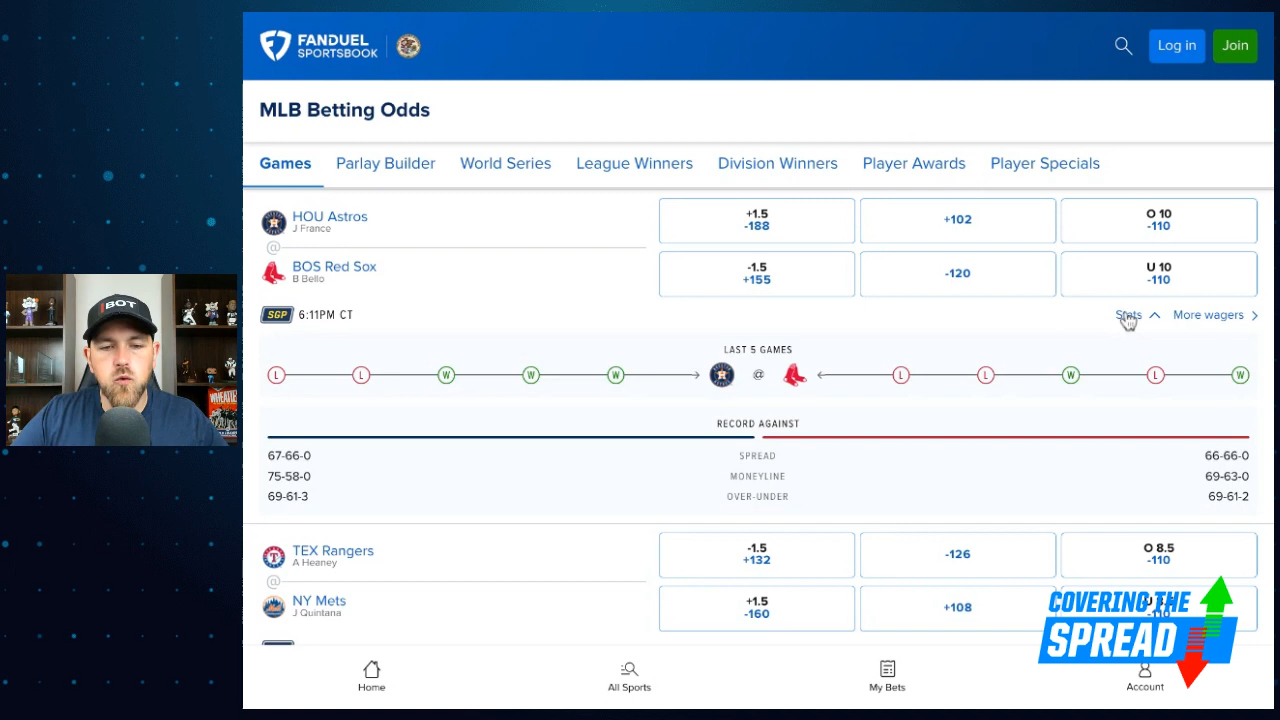 FANDUEL
SPORTSBOOK
Log in
Join
MLB Betting Odds
Games
Parlay Builder
World Series
League Winners
Division Winners
Player Awards
Player Specials
HOU Astros
J France
+1.5
-188
+102
O 10
-110
@
BOS Red Sox
B Bello
-1.5
+155
-120
U 10
-110
SGP 6:11PM CT
Stats
More wagers
LAST 5 GAMES
L L W W W @ L L W L W
RECORD AGAINST
67-66-0 SPREAD 66-66-0
75-58-0 MONEYLINE 69-63-0
69-61-3 OVER-UNDER 69-61-2
TEX Rangers
A Heaney
-1.5
+132
-126
O 8.5
-110
@
NY Mets
J Quintana
+1.5
-160
+108
-110
COVERING THE
SPREAD
Home
All Sports
My Bets
Account
BOT
WHEATIES